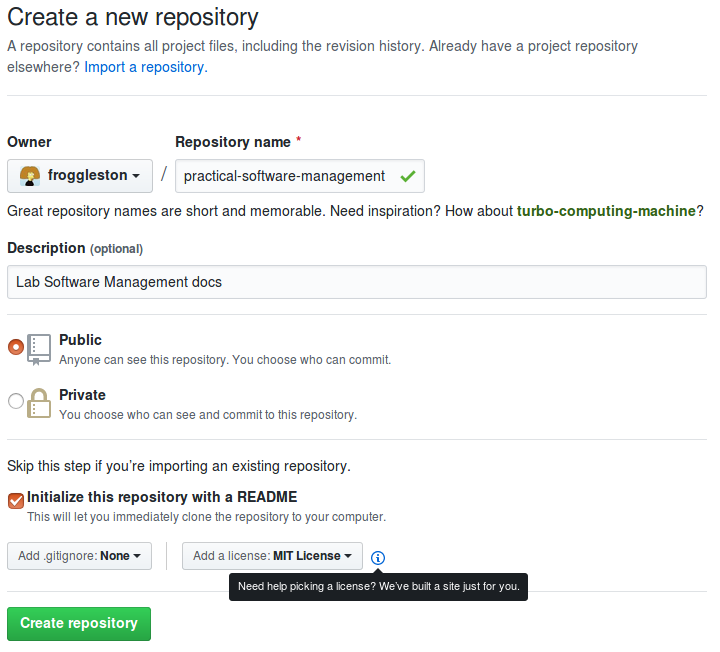 Create a new repository
A repository contains all project files, including the revision history. Already have a project repository
elsewhere? Import a repository.
Owner
Repository name *
froggleston / practical-software-management
Great repository names are short and memorable. Need inspiration? How about turbo-computing-machine?
Description (optional)
Lab Software Management docs
Public
Anyone can see this repository. You choose who can commit.
Private
You choose who can see and commit to this repository.
Skip this step if you’re importing an existing repository.
Initialize this repository with a README
This will let you immediately clone the repository to your computer.
Add .gitignore: None
Add a license: MIT License
Need help picking a license? We've built a site just for you.
Create repository